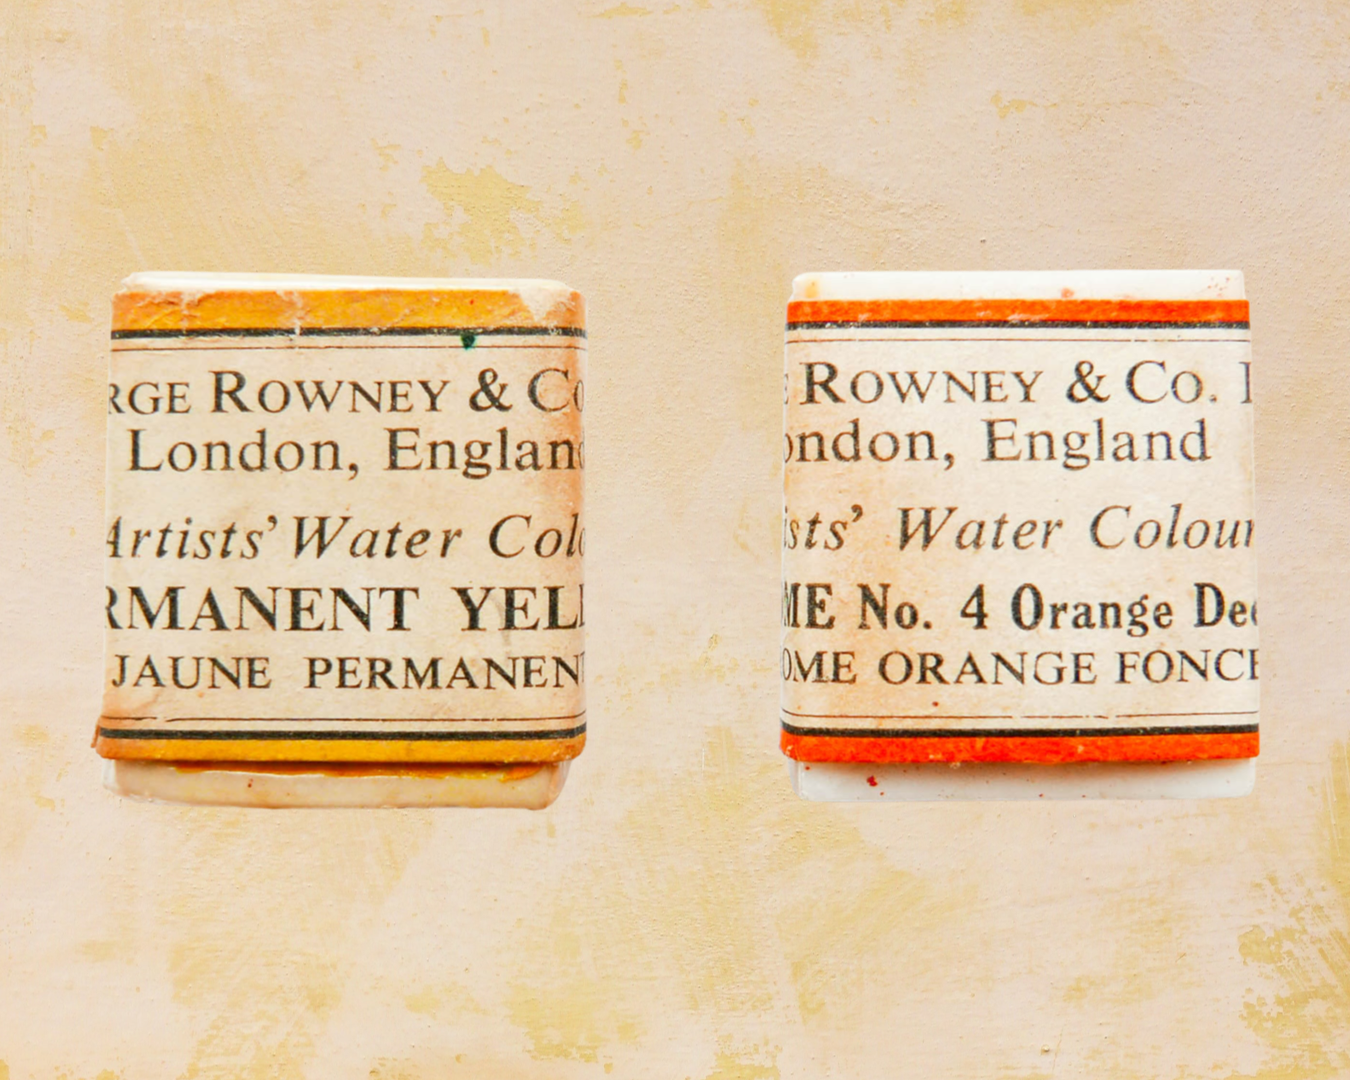 RGE ROWNEY & Co
London, England
Artists' Water Colo
RMANENT YELL
JAUNE PERMANENT
E ROWNEY & Co. L
ondon, England
ists' Water Colour
ME No. 4 Orange Dee
OME ORANGE FONCE